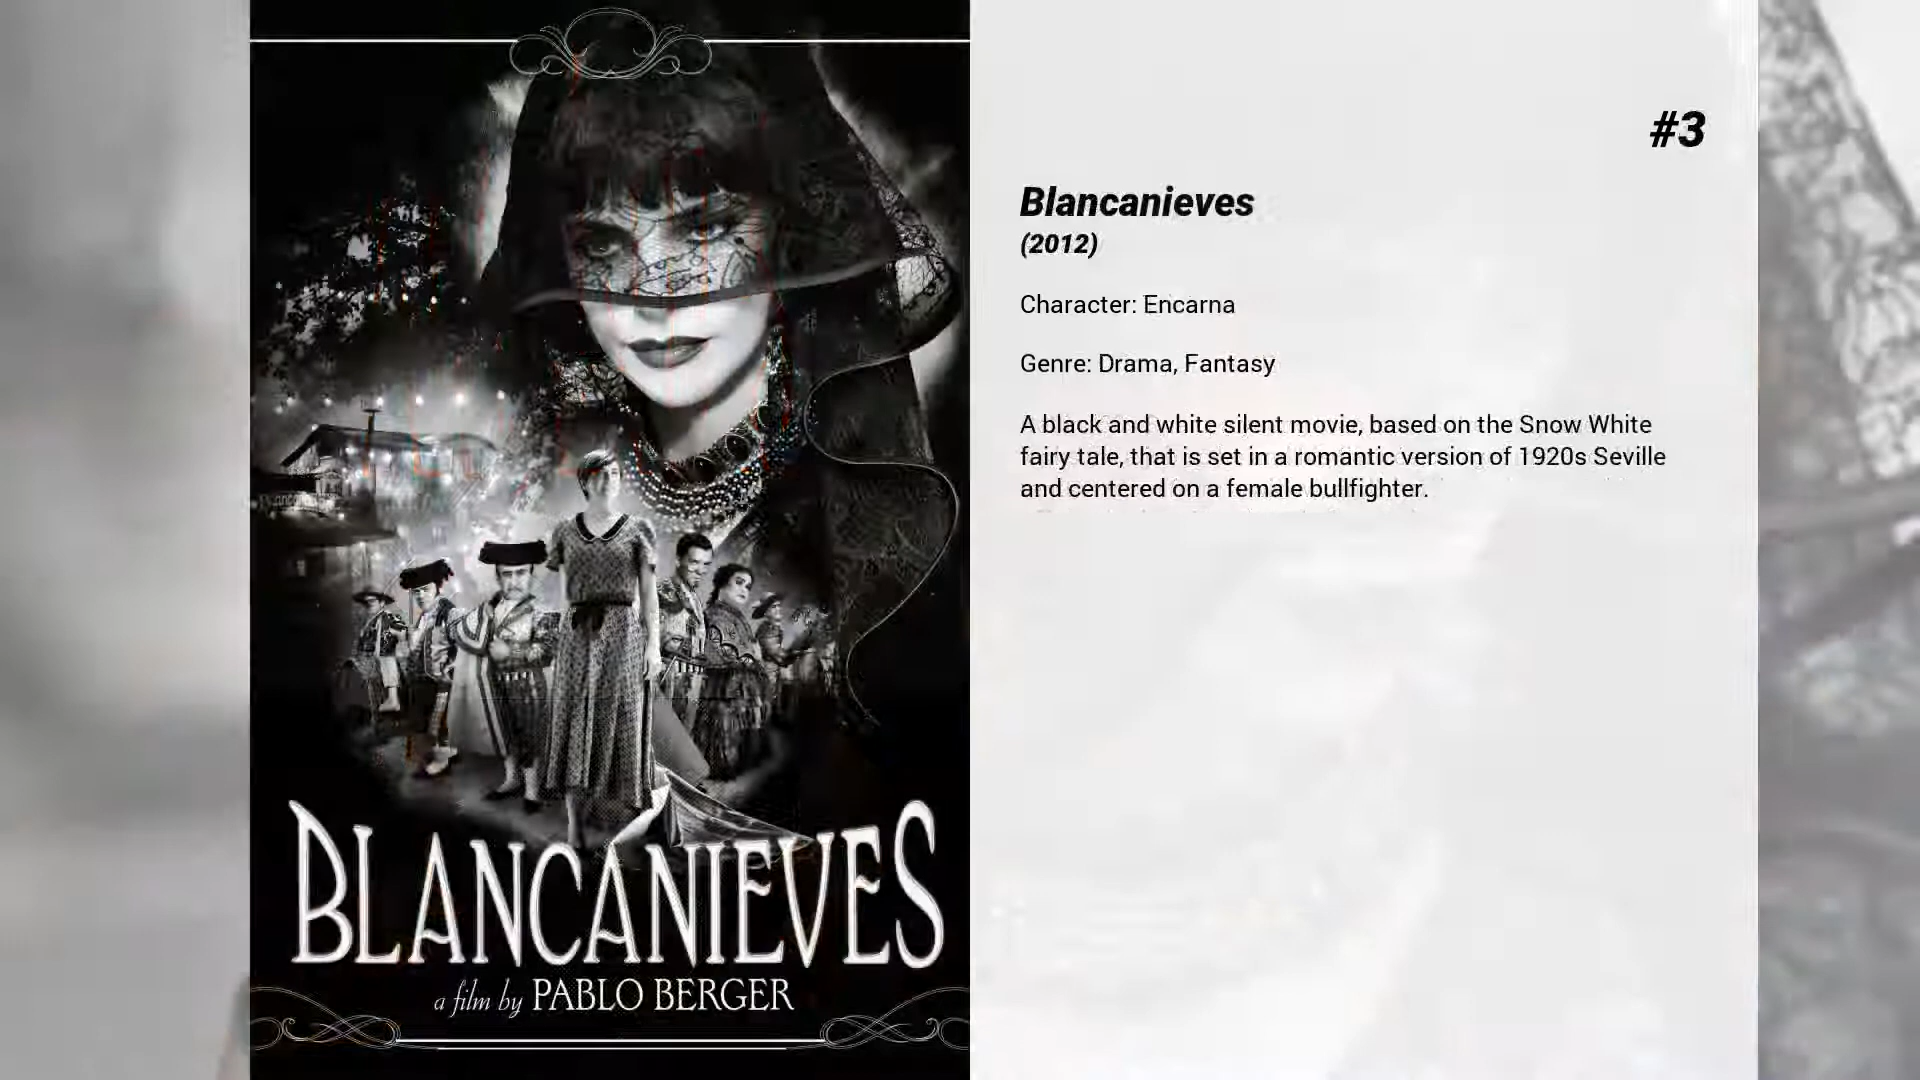 BLANCANIEVES
a film by PABLO BERGER
#3
Blancanieves
(2012)
Character: Encarna
Genre: Drama, Fantasy
A black and white silent movie, based on the Snow White
fairy tale, that is set in a romantic version of 1920s Seville
and centered on a female bullfighter.